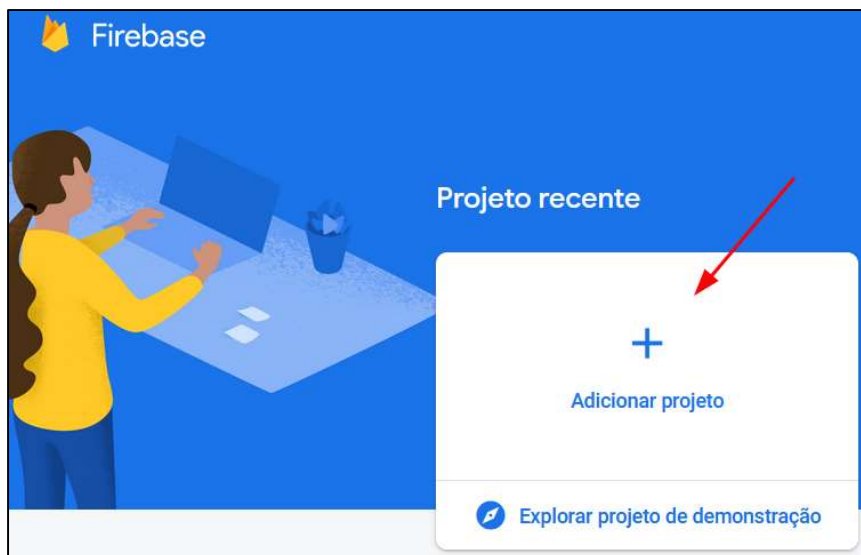 Firebase
Projeto recente
Adicionar projeto
Explorar projeto de demonstração